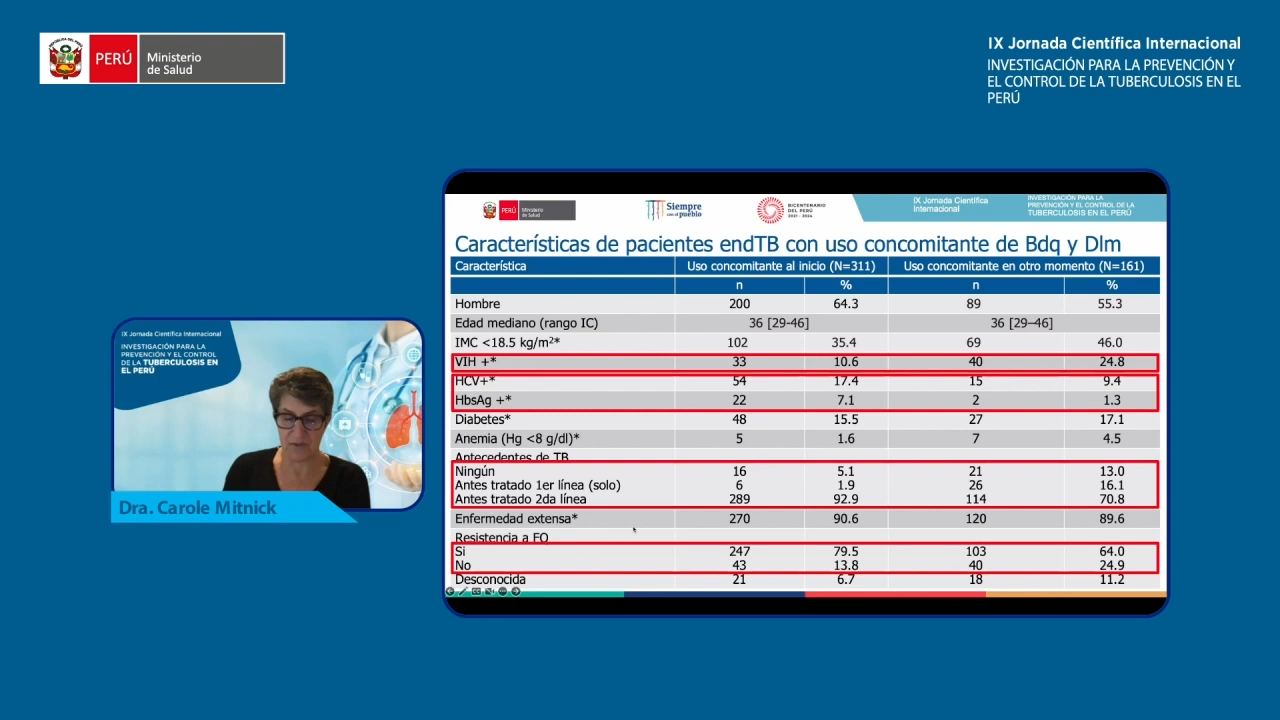 PERÚ
Ministerio
de Salud
IX Jornada Científica Internacional
INVESTIGACIÓN PARA LA PREVENCIÓN Y
EL CONTROL DE LA TUBERCULOSIS EN EL
PERÚ
PERÚ
Ministerio
de Salud
Siempre
con el pueblo
BICENTENARIO
DEL PERÚ
2021 - 2024
IX Jornada Científica
Internacional
INVESTIGACIÓN PARA LA
PREVENCIÓN Y EL CONTROL DE LA
TUBERCULOSIS EN EL PERÚ
Características de pacientes endTB con uso concomitante de Bdq y Dlm
Característica Uso concomitante al inicio (N=311) Uso concomitante en otro momento (N=161)
n % n %
Hombre 200 64.3 89 55.3
Edad mediano (rango IC) 36 [29-46] 36 [29–46]
IMC <18.5 kg/m²* 102 35.4 69 46.0
VIH +* 33 10.6 40 24.8
HCV+* 54 17.4 15 9.4
HbsAg +* 22 7.1 2 1.3
Diabetes* 48 15.5 27 17.1
Anemia (Hg <8 g/dl)* 5 1.6 7 4.5
Antecedentes de TB
Ningún 16 5.1 21 13.0
Antes tratado 1er línea (solo) 6 1.9 26 16.1
Antes tratado 2da línea 289 92.9 114 70.8
Enfermedad extensa* 270 90.6 120 89.6
Resistencia a FQ
Si 247 79.5 103 64.0
No 43 13.8 40 24.9
Desconocida 21 6.7 18 11.2
IX Jornada Científica Internacional
INVESTIGACIÓN PARA LA
PREVENCIÓN Y EL CONTROL
DE LA TUBERCULOSIS EN
EL PERÚ
Dra. Carole Mitnick